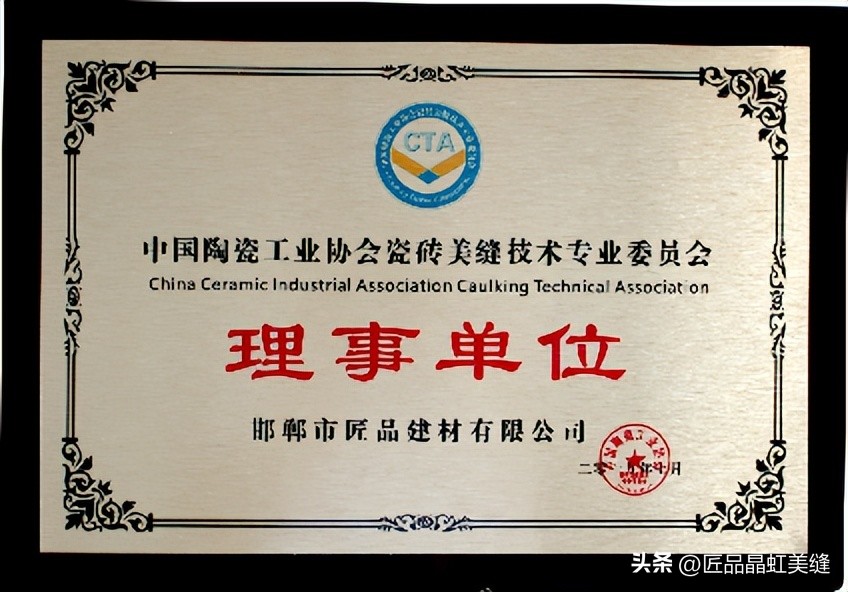 CTA
中国陶瓷工业协会瓷砖美缝技术专业委员会
China Ceramic Industrial Association Caulking Technical Association
理事单位
邯郸市匠品建材有限公司
头条 @匠品晶虹美缝